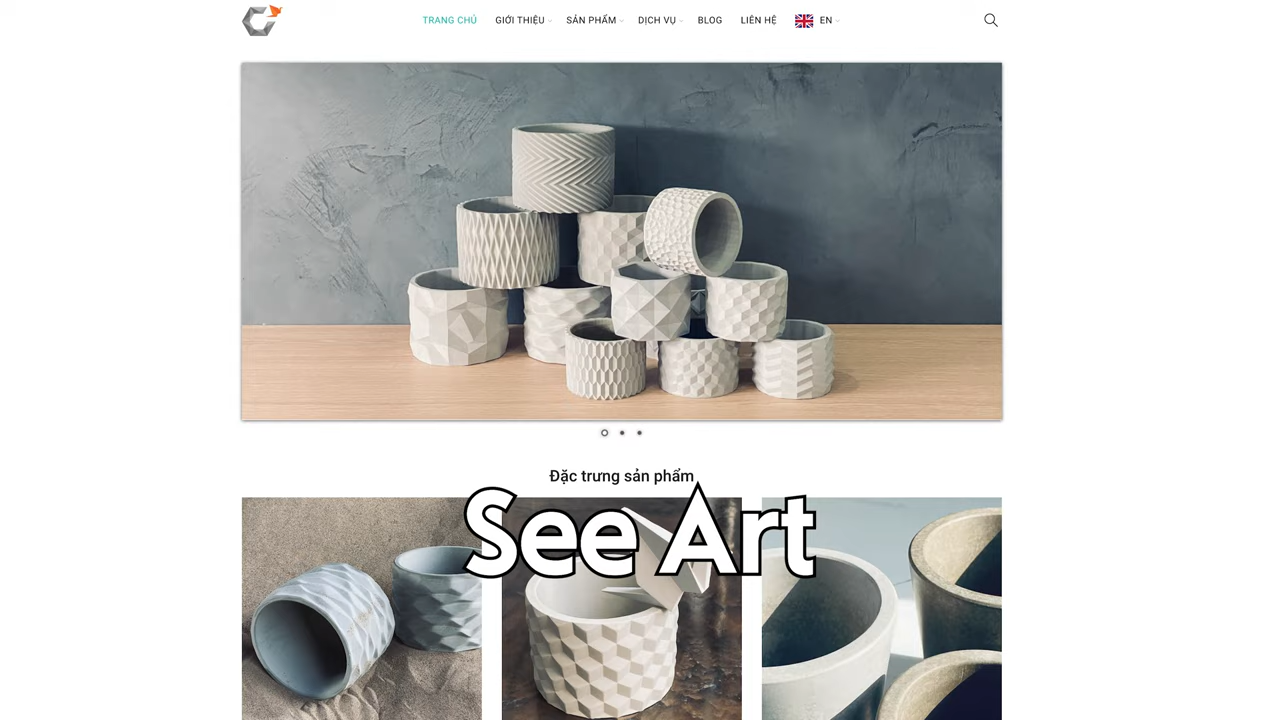 TRANG CHỦ GIỚI THIỆU SẢN PHẨM DỊCH VỤ BLOG LIÊN HỆ EN
Đặc trưng sản phẩm
See Art